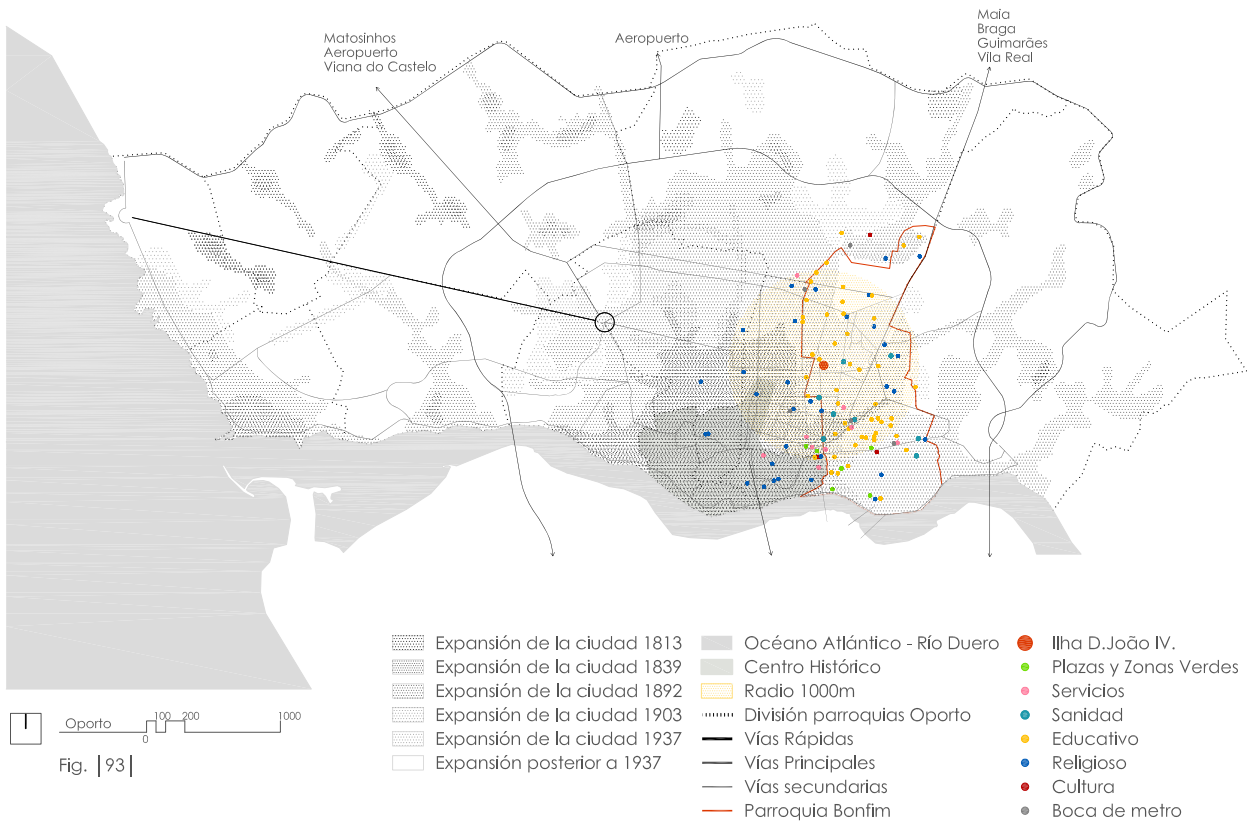 Matosinhos
Aeropuerto
Viana do Castelo
Aeropuerto
Maía
Braga
Guimarães
Vila Real
Expansión de la ciudad 1813
Expansión de la ciudad 1839
Expansión de la ciudad 1892
Expansión de la ciudad 1903
Expansión de la ciudad 1937
Expansión posterior a 1937
Océano Atlántico - Río Duero
Centro Histórico
Radio 1000m
División parroquias Oporto
Vías Rápidas
Vías Principales
Vías secundarias
Parroquia Bonfim
Ilha D.João IV.
Plazas y Zonas Verdes
Servicios
Sanidad
Educativo
Religioso
Cultura
Boca de metro
Oporto
0
100
200
1000
Fig. |93|